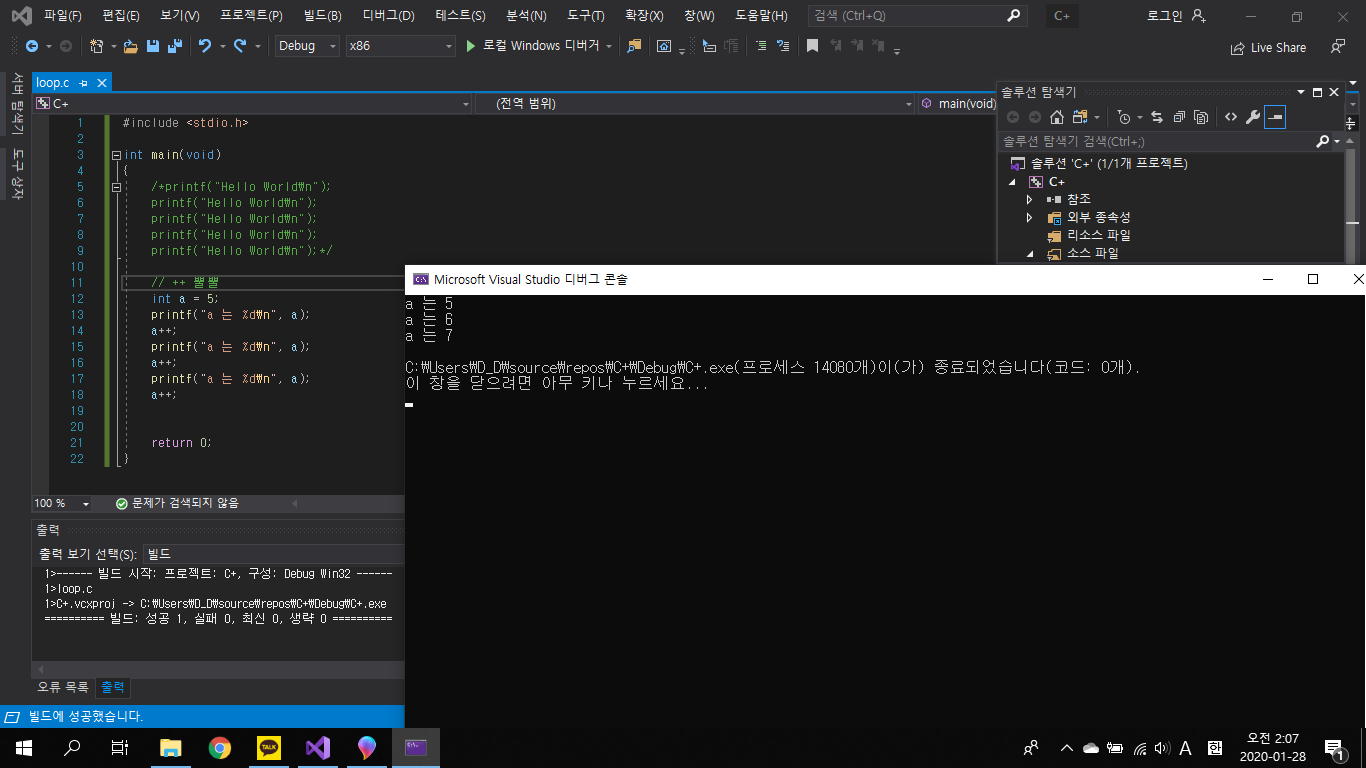 파일(F) 편집(E) 보기(V) 프로젝트(P) 빌드(B) 디버그(D) 테스트(S) 분석(N) 도구(T) 확장(X) 창(W) 도움말(H) 검색 (Ctrl+Q) C+ 로그인
Debug x86 로컬 Windows 디버거 Live Share
서버 탐색기
도구 상자
loop.c
C+ (전역 범위) main(void)
1 #include <stdio.h>
2
3 int main(void)
4 {
5 /*printf("Hello World₩n");
6 printf("Hello World₩n");
7 printf("Hello World₩n");
8 printf("Hello World₩n");
9 printf("Hello World₩n");*/
10
11 // ++ 뿔뿔
12 int a = 5;
13 printf("a 는 %d₩n", a);
14 a++;
15 printf("a 는 %d₩n", a);
16 a++;
17 printf("a 는 %d₩n", a);
18 a++;
19
20
21 return 0;
22 }
100 % 문제가 검색되지 않음
솔루션 탐색기
솔루션 탐색기 검색(Ctrl+;)
솔루션 'C+' (1/1개 프로젝트)
C+
참조
외부 종속성
리소스 파일
소스 파일
Microsoft Visual Studio 디버그 콘솔
a 는 5
a 는 6
a 는 7
C:₩Users₩D_D₩source₩repos₩C+₩Debug₩C+.exe(프로세스 14080개)이(가) 종료되었습니다(코드: 0개).
이 창을 닫으려면 아무 키나 누르세요...
출력
출력 보기 선택(S): 빌드
1>------ 빌드 시작: 프로젝트: C+, 구성: Debug Win32 ------
1>loop.c
1>C+.vcxproj -> C:₩Users₩D_D₩source₩repos₩C+₩Debug₩C+.exe
========== 빌드: 성공 1, 실패 0, 최신 0, 생략 0 ==========
오류 목록 출력
빌드에 성공했습니다.
TALK
A 한 오전 2:07
2020-01-28
1